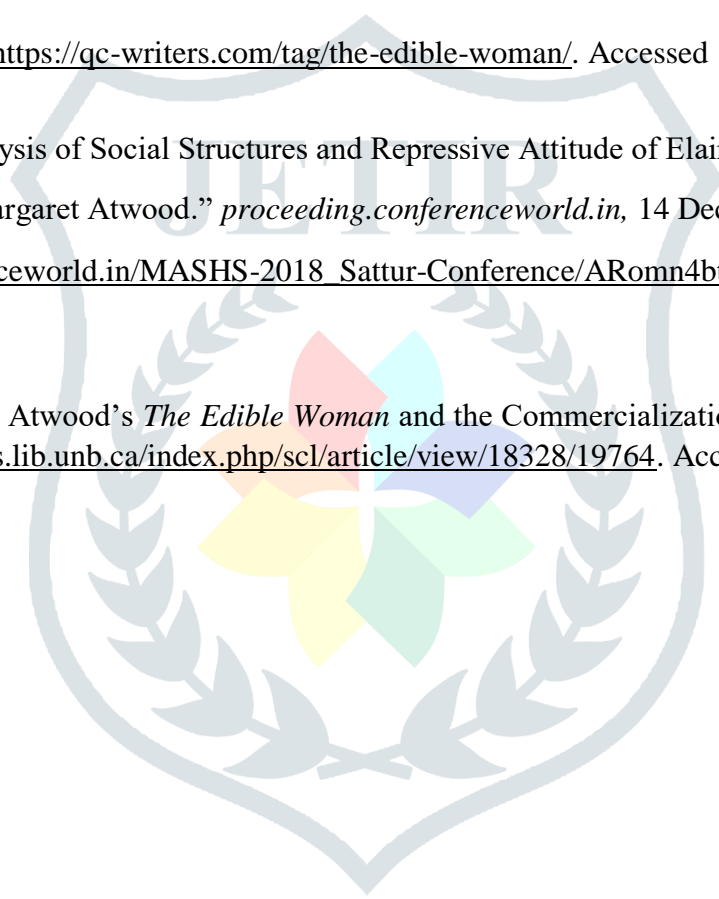 https://qc-writers.com/tag/the-edible-woman/. Accessed
ysis of Social Structures and Repressive Attitude of Elai
argaret Atwood.” proceeding.conferenceworld.in, 14 Dec
ceworld.in/MASHS-2018_Sattur-Conference/ARomn4b
JETIR
Atwood’s The Edible Woman and the Commercializatio
s.lib.unb.ca/index.php/scl/article/view/18328/19764. Acc